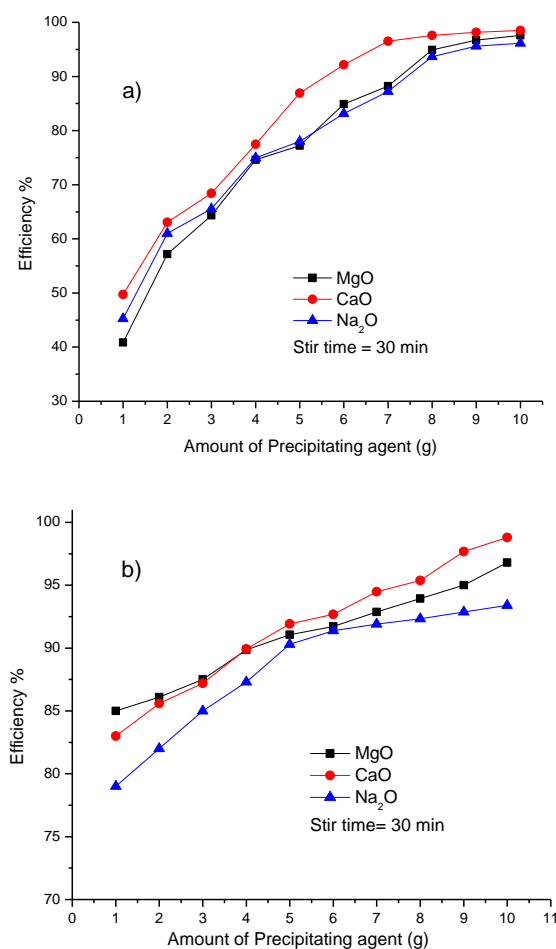 100
90
80
70
60
50
40
30
Efficiency %
a)
MgO
CaO
Na₂O
Stir time = 30 min
0 1 2 3 4 5 6 7 8 9 10
Amount of Precipitating agent (g)
100
95
90
85
80
75
70
Efficiency %
b)
MgO
CaO
Na₂O
Stir time= 30 min
0 1 2 3 4 5 6 7 8 9 10 11
Amount of Precipitating agent (g)